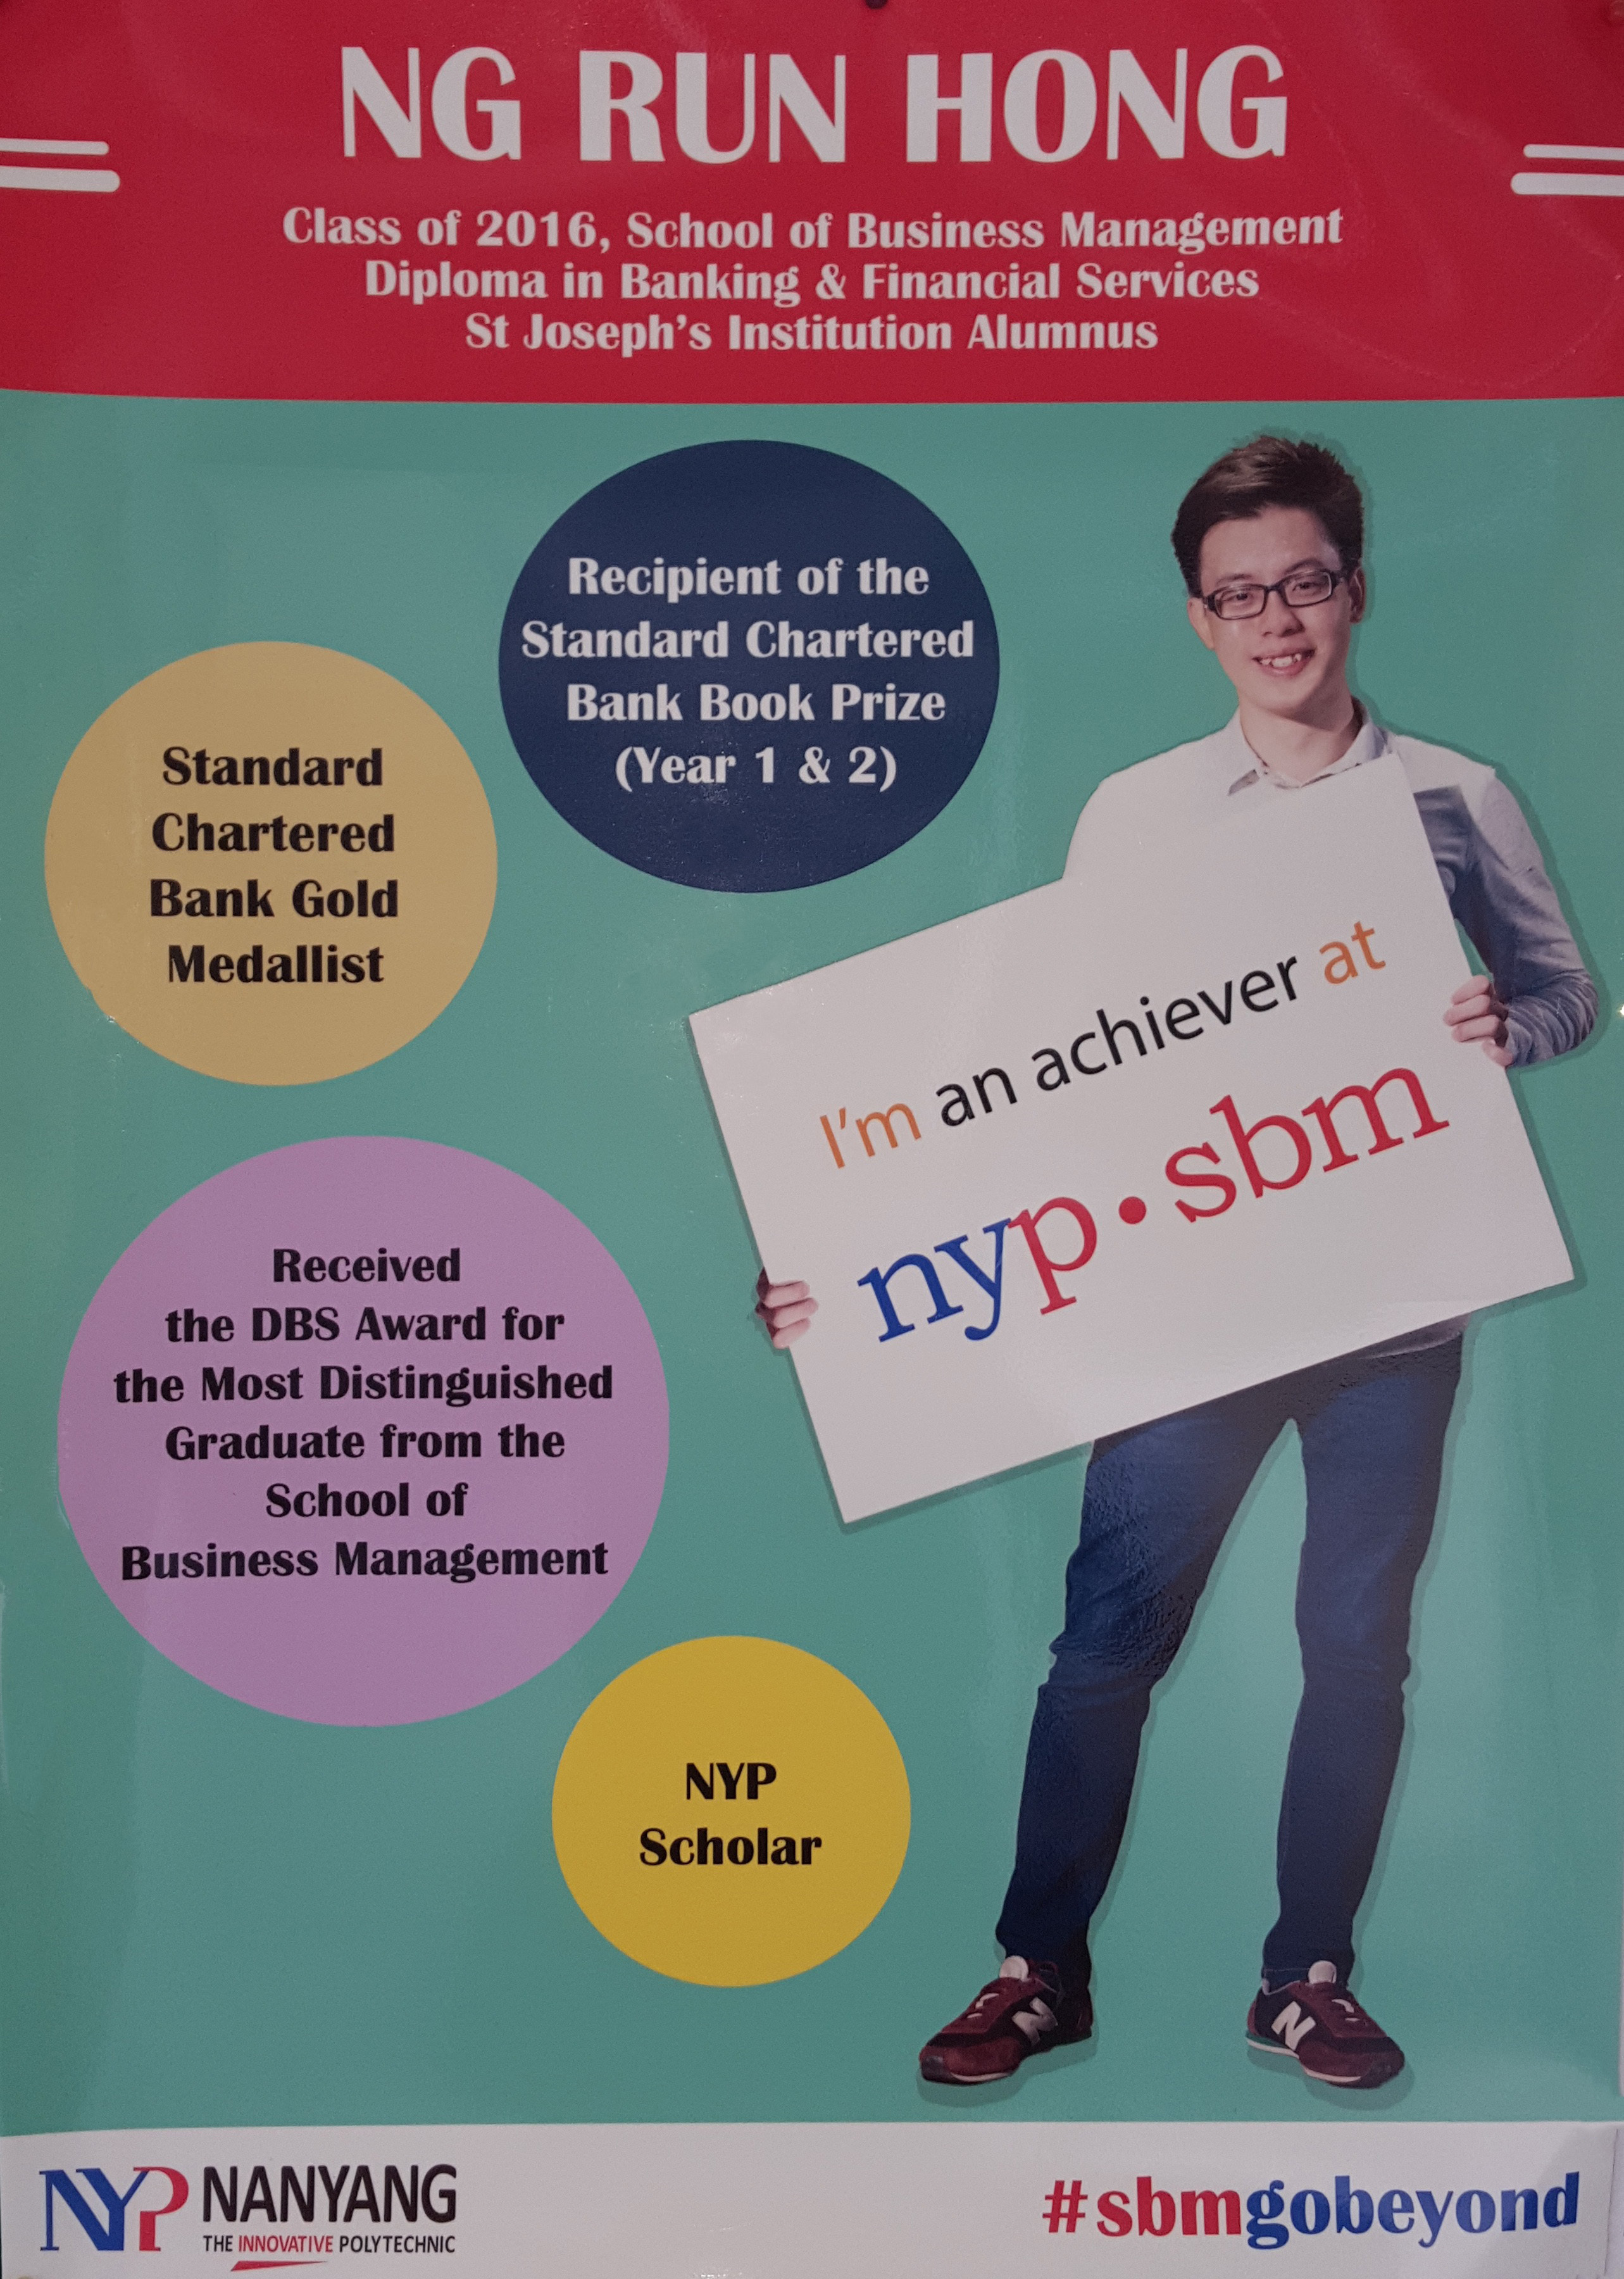 NG RUN HONG
Class of 2016, School of Business Management
Diploma in Banking & Financial Services
St Joseph's Institution Alumnus
Recipient of the
Standard Chartered
Bank Book Prize
(Year 1 & 2)
Standard
Chartered
Bank Gold
Medallist
I'm an achiever at
nyp.sbm
Received
the DBS Award for
the Most Distinguished
Graduate from the
School of
Business Management
NYP
Scholar
N
N
NYP NANYANG
THE INNOVATIVE POLYTECHNIC
#sbmgobeyond